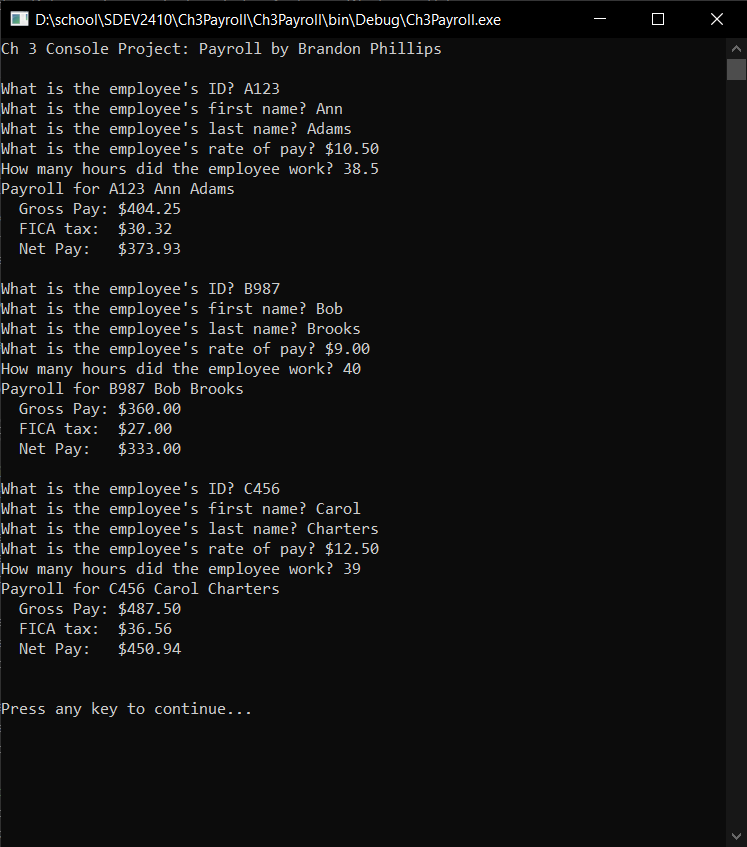 D:\school\SDEV2410\Ch3Payroll\Ch3Payroll\bin\Debug\Ch3Payroll.exe
Ch 3 Console Project: Payroll by Brandon Phillips
What is the employee's ID? A123
What is the employee's first name? Ann
What is the employee's last name? Adams
What is the employee's rate of pay? $10.50
How many hours did the employee work? 38.5
Payroll for A123 Ann Adams
  Gross Pay: $404.25
  FICA tax:  $30.32
  Net Pay:   $373.93
What is the employee's ID? B987
What is the employee's first name? Bob
What is the employee's last name? Brooks
What is the employee's rate of pay? $9.00
How many hours did the employee work? 40
Payroll for B987 Bob Brooks
  Gross Pay: $360.00
  FICA tax:  $27.00
  Net Pay:   $333.00
What is the employee's ID? C456
What is the employee's first name? Carol
What is the employee's last name? Charters
What is the employee's rate of pay? $12.50
How many hours did the employee work? 39
Payroll for C456 Carol Charters
  Gross Pay: $487.50
  FICA tax:  $36.56
  Net Pay:   $450.94
Press any key to continue...